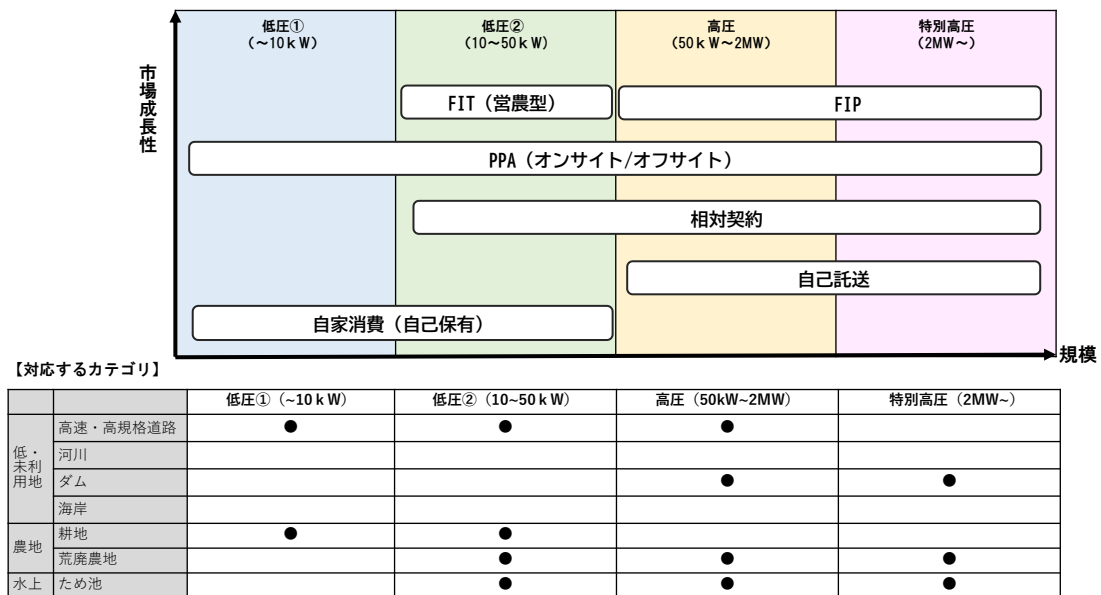 低圧①
(～10ｋW)
低圧②
(10～50ｋW)
高圧
(50ｋW～2MW)
特別高圧
(2MW～)
市場成長性
FIT（営農型）
FIP
PPA（オンサイト/オフサイト）
相対契約
自己託送
自家消費（自己保有）
規模
【対応するカテゴリ】
低圧①（~10ｋW） 低圧②（10~50ｋW） 高圧（50kW~2MW） 特別高圧（2MW~）
低・未利用地
高速・高規格道路 ● ● ●
河川
ダム ● ●
海岸
農地
耕地 ● ●
荒廃農地 ● ● ●
水上 ため池 ● ● ●